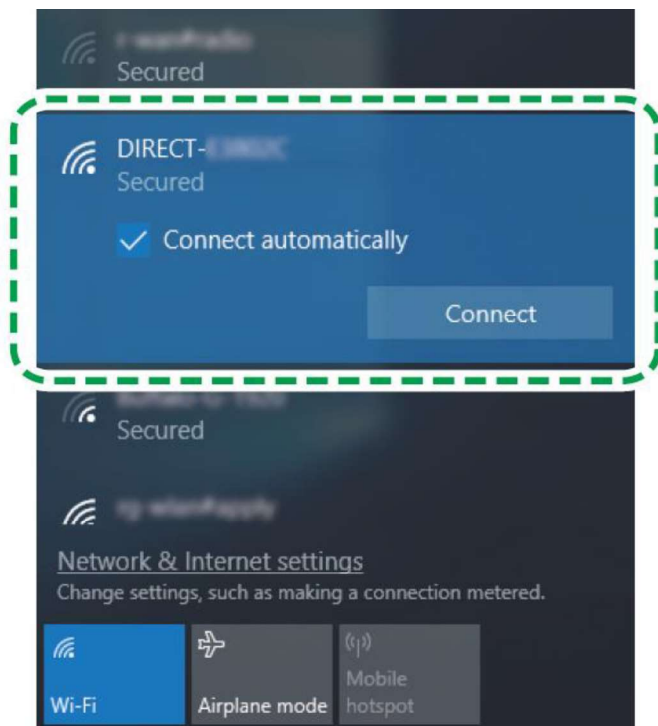 Secured
DIRECT-
Secured
Connect automatically
Connect
Secured
Network & Internet settings
Change settings, such as making a connection metered.
Wi-Fi
Airplane mode
Mobile
hotspot